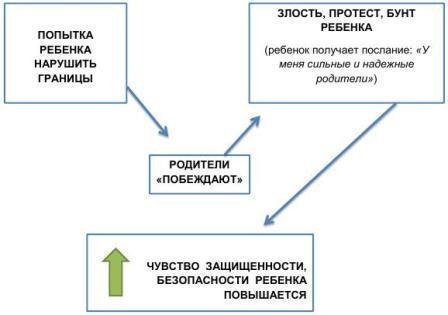 ПОПЫТКА
РЕБЕНКА
НАРУШИТЬ
ГРАНИЦЫ
ЗЛОСТЬ, ПРОТЕСТ, БУНТ
РЕБЕНКА
(ребенок получает послание: «У
меня сильные и надежные
родители»)
РОДИТЕЛИ
«ПОБЕЖДАЮТ»
ЧУВСТВО ЗАЩИЩЕННОСТИ,
БЕЗОПАСНОСТИ РЕБЕНКА
ПОВЫШАЕТСЯ